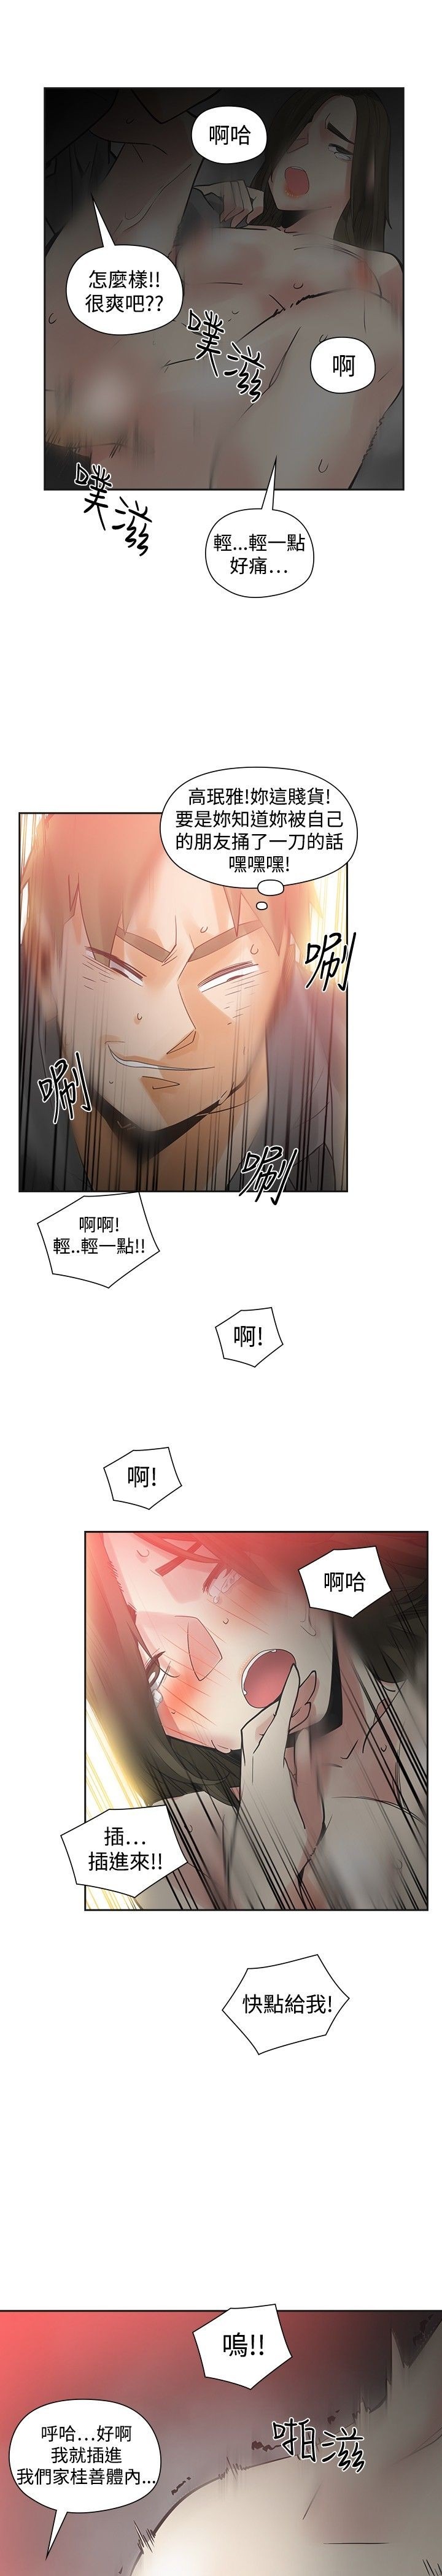 啊哈
怎麼樣!!
很爽吧??
噗滋
啊
噗滋
輕...輕一點
好痛...
高珉雅!妳這賤貨!
要是妳知道妳被自己
的朋友捅了一刀的話
嘿嘿嘿!
唰
唰
唰
啊啊!
輕..輕一點!!
啊!
啊!
啊哈
插...
插進來!!
快點給我!
嗚!!
啪滋
呼哈...好啊
我就插進
我們家桂善體內...